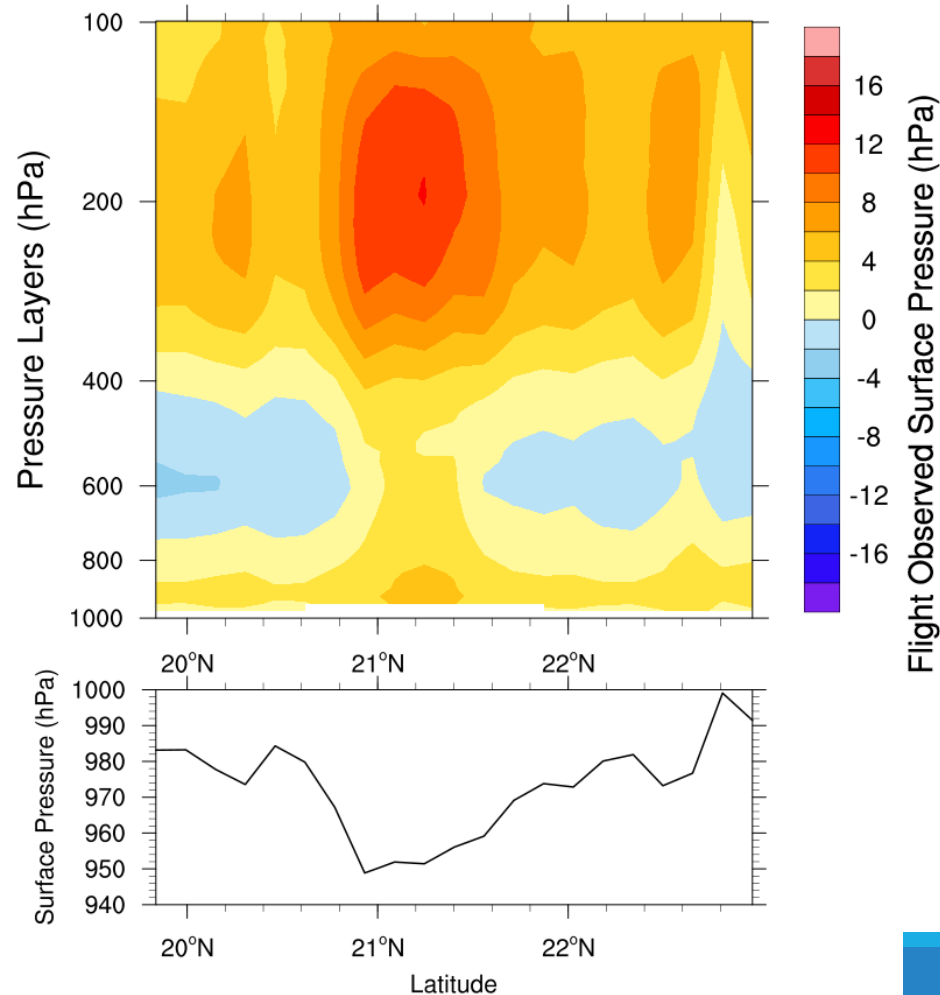 100
200
400
600
800
1000
Pressure Layers (hPa)
20°N
21°N
22°N
16
12
8
4
0
-4
-8
-12
-16
Flight Observed Surface Pressure (hPa)
1000
990
980
970
960
950
940
Surface Pressure (hPa)
20°N
21°N
22°N
Latitude